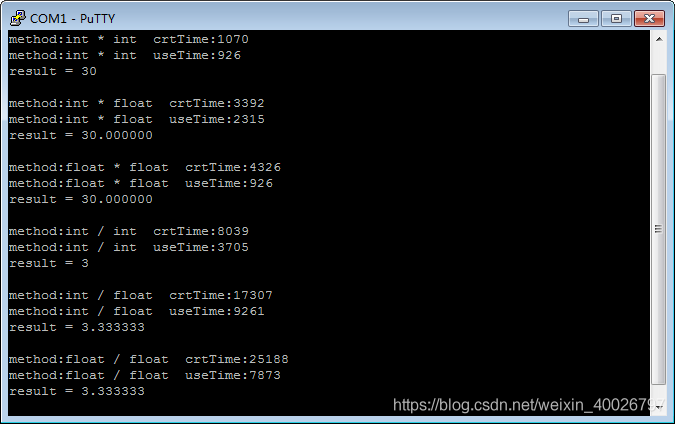 COM1 - PuTTY
method:int * int  crtTime:1070
method:int * int  useTime:926
result = 30
method:int * float  crtTime:3392
method:int * float  useTime:2315
result = 30.000000
method:float * float  crtTime:4326
method:float * float  useTime:926
result = 30.000000
method:int / int  crtTime:8039
method:int / int  useTime:3705
result = 3
method:int / float  crtTime:17307
method:int / float  useTime:9261
result = 3.333333
method:float / float  crtTime:25188
method:float / float  useTime:7873
result = 3.333333
https://blog.csdn.net/weixin_40026797